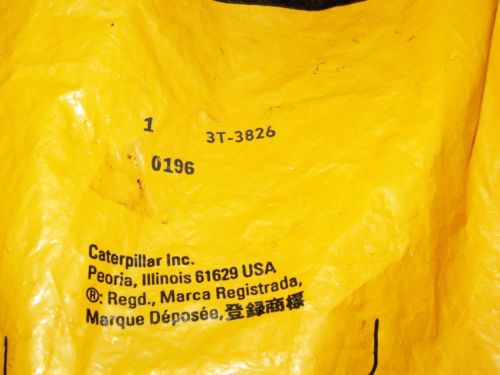 1 3T-3826
0196
Caterpillar Inc.
Peoria, Illinois 61629 USA
®: Regd., Marca Registrada,
Marque Déposée, 登録商標